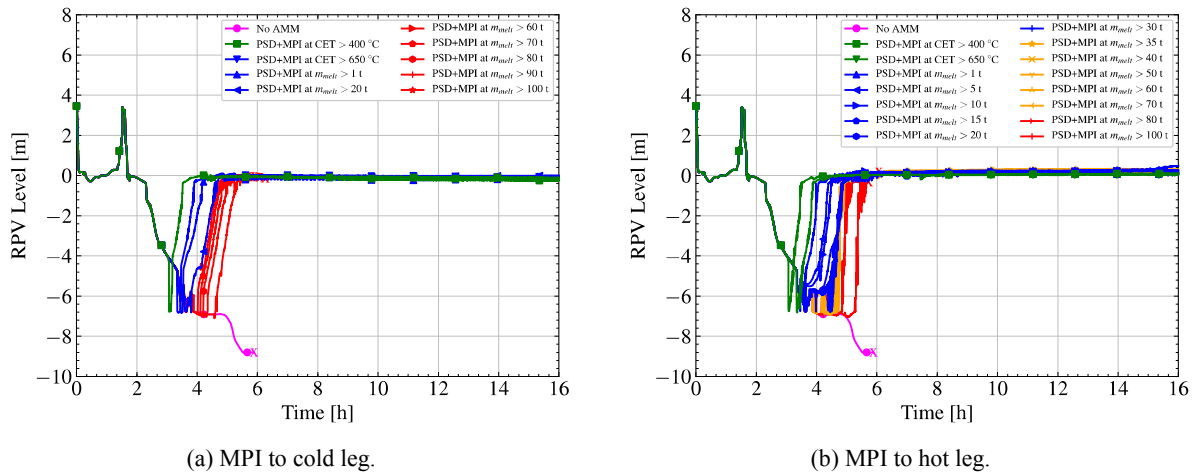 8
6
4
2
0
−2
−4
−6
−8
−10
RPV Level [m]
0 2 4 6 8 10 12 14 16
Time [h]
No AMM
PSD+MPI at CET > 400 °C
PSD+MPI at CET > 650 °C
PSD+MPI at m_melt > 1 t
PSD+MPI at m_melt > 20 t
PSD+MPI at m_melt > 60 t
PSD+MPI at m_melt > 70 t
PSD+MPI at m_melt > 80 t
PSD+MPI at m_melt > 90 t
PSD+MPI at m_melt > 100 t
(a) MPI to cold leg.
8
6
4
2
0
−2
−4
−6
−8
−10
RPV Level [m]
0 2 4 6 8 10 12 14 16
Time [h]
No AMM
PSD+MPI at CET > 400 °C
PSD+MPI at CET > 650 °C
PSD+MPI at m_melt > 1 t
PSD+MPI at m_melt > 5 t
PSD+MPI at m_melt > 10 t
PSD+MPI at m_melt > 15 t
PSD+MPI at m_melt > 20 t
PSD+MPI at m_melt > 30 t
PSD+MPI at m_melt > 35 t
PSD+MPI at m_melt > 40 t
PSD+MPI at m_melt > 50 t
PSD+MPI at m_melt > 60 t
PSD+MPI at m_melt > 70 t
PSD+MPI at m_melt > 80 t
PSD+MPI at m_melt > 100 t
(b) MPI to hot leg.